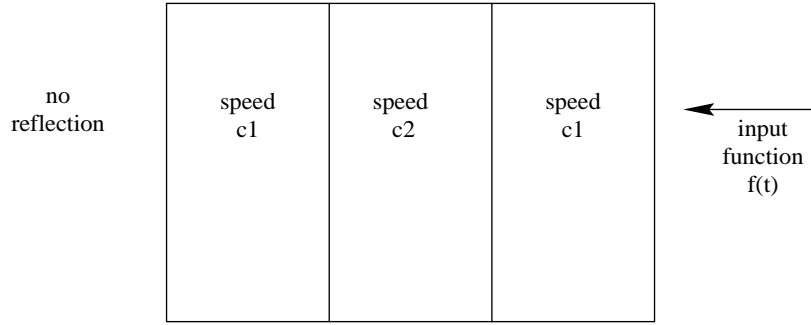 no
reflection
speed
c1
speed
c2
speed
c1
input
function
f(t)